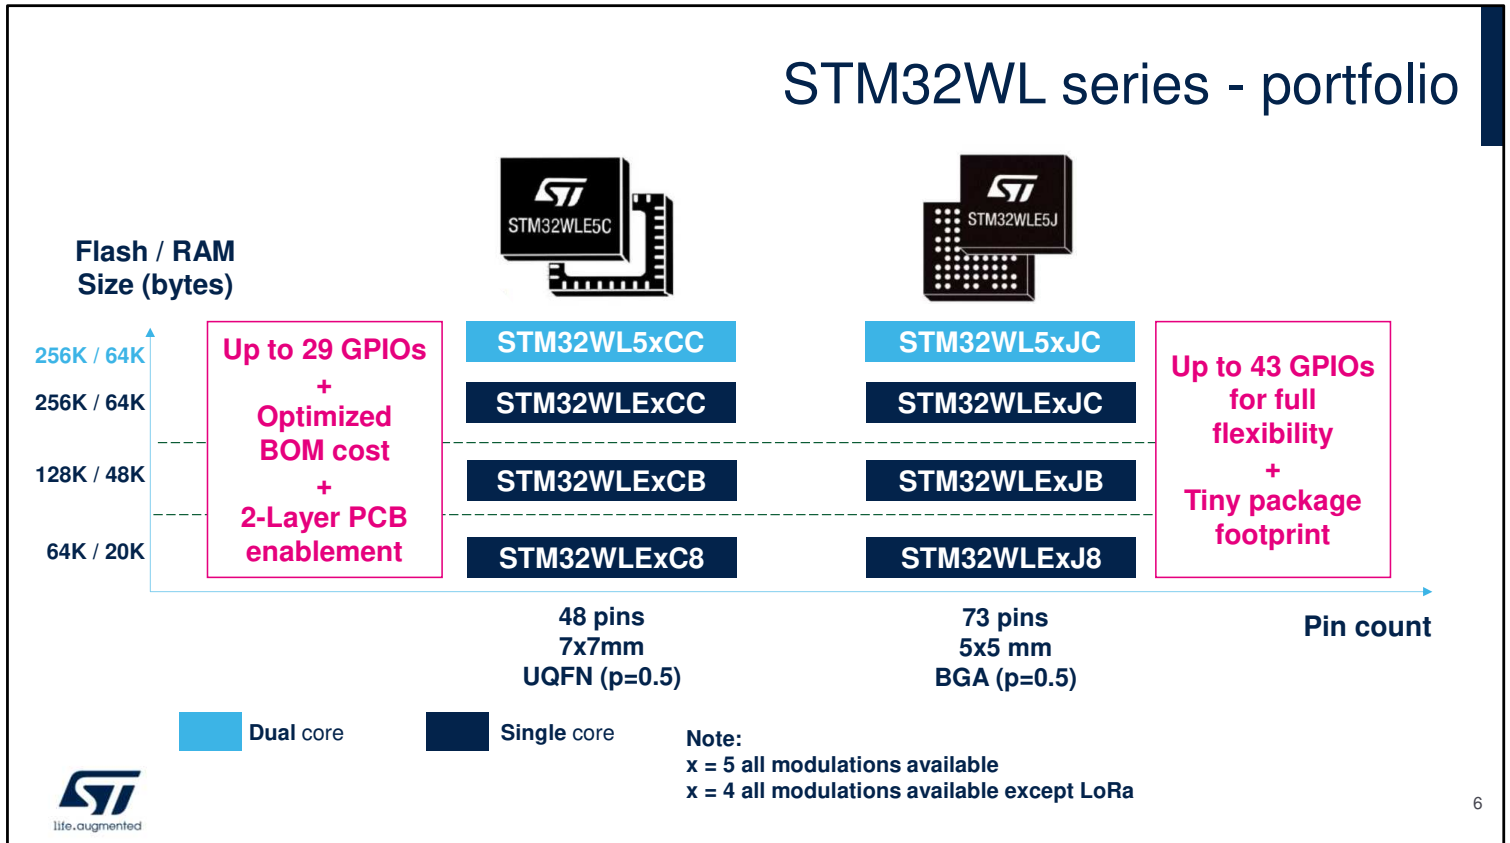 STM32WL series - portfolio
STM32WLE5C
STM32WLE5J
Flash / RAM
Size (bytes)
256K / 64K
256K / 64K
128K / 48K
64K / 20K
Up to 29 GPIOs
+
Optimized
BOM cost
+
2-Layer PCB
enablement
STM32WL5xCC
STM32WLExCC
STM32WLExCB
STM32WLExC8
STM32WL5xJC
STM32WLExJC
STM32WLExJB
STM32WLExJ8
Up to 43 GPIOs
for full
flexibility
+
Tiny package
footprint
48 pins
7x7mm
UQFN (p=0.5)
73 pins
5x5 mm
BGA (p=0.5)
Pin count
Dual core
Single core
Note:
x = 5 all modulations available
x = 4 all modulations available except LoRa
life.augmented
6